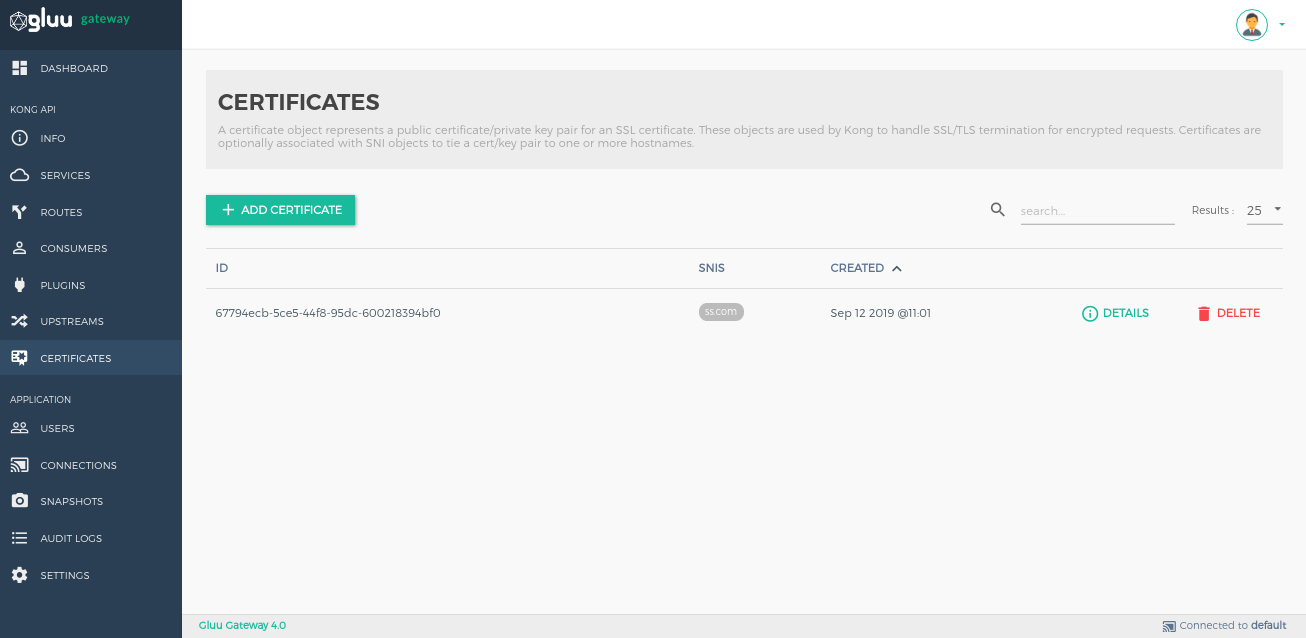 gluu gateway
DASHBOARD
KONG API
INFO
SERVICES
ROUTES
CONSUMERS
PLUGINS
UPSTREAMS
CERTIFICATES
APPLICATION
USERS
CONNECTIONS
SNAPSHOTS
AUDIT LOGS
SETTINGS
CERTIFICATES
A certificate object represents a public certificate/private key pair for an SSL certificate. These objects are used by Kong to handle SSL/TLS termination for encrypted requests. Certificates are
optionally associated with SNI objects to tie a cert/key pair to one or more hostnames.
ADD CERTIFICATE
search...
Results : 25
ID SNIS CREATED
67794ecb-5ce5-44f8-95dc-600218394bf0 ss.com Sep 12 2019 @11:01 DETAILS DELETE
Gluu Gateway 4.0
Connected to default